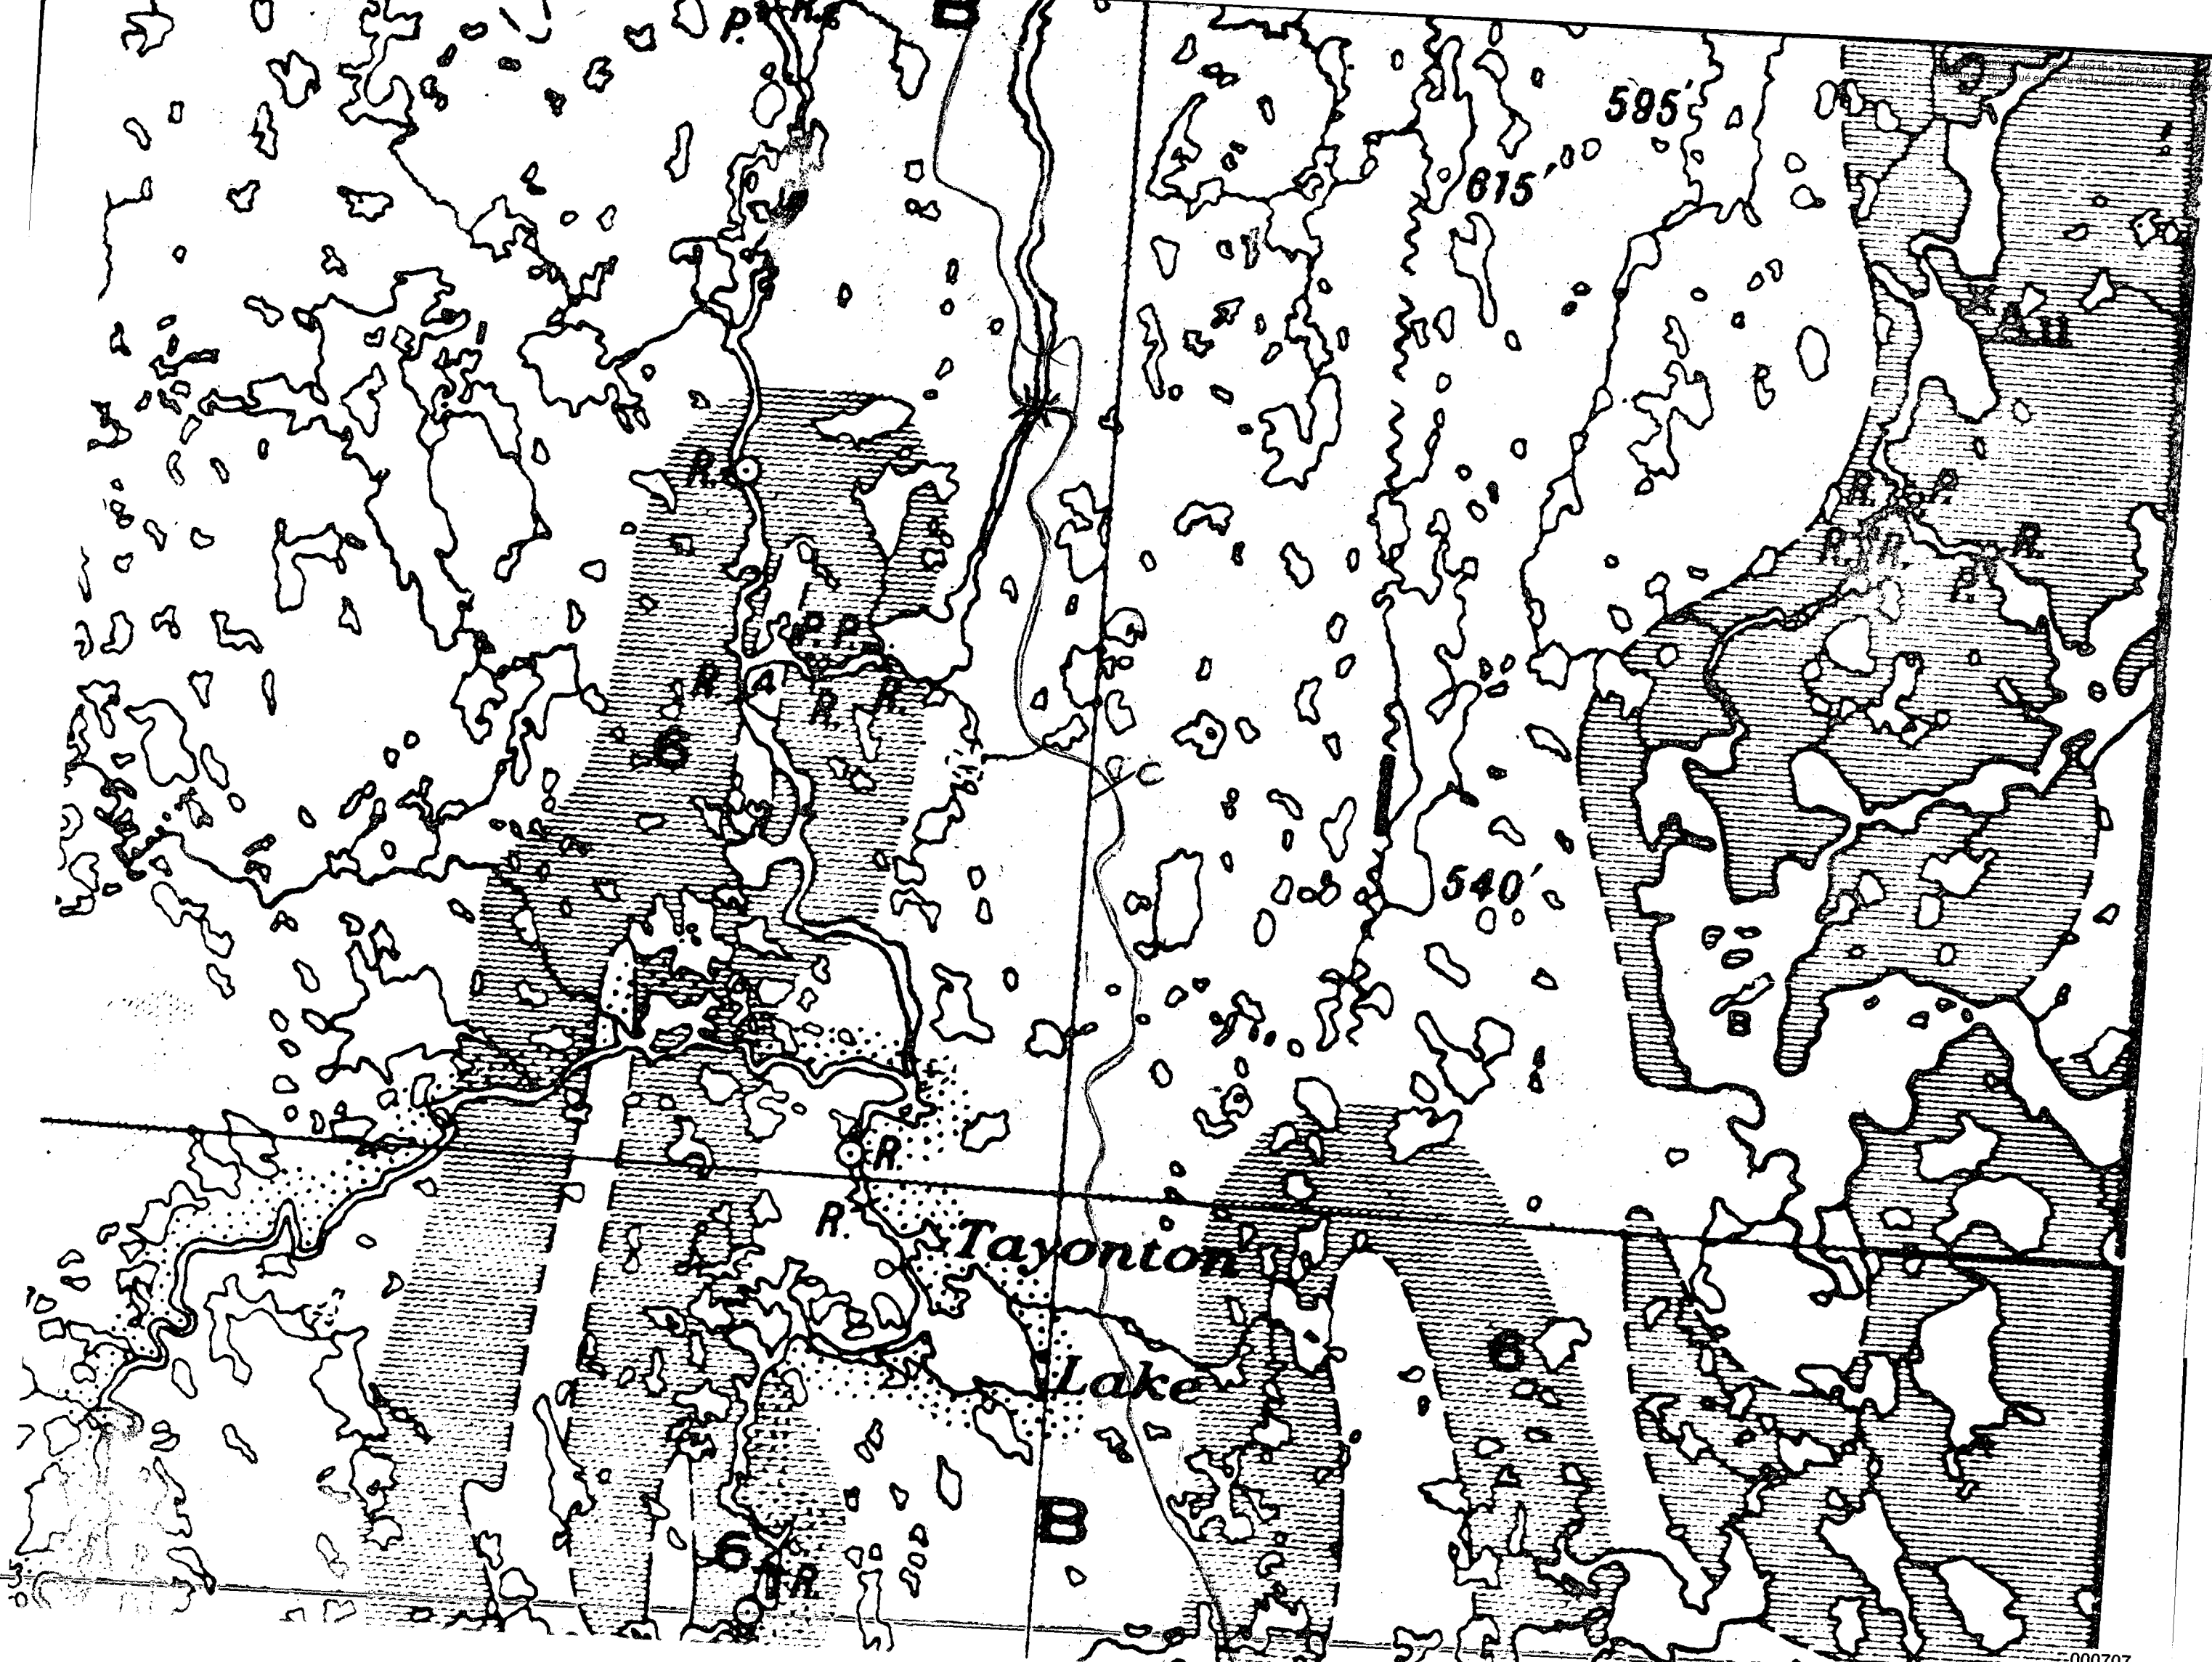 P. R.
B
595'
615'
Au
R.
R. P.
R. R. R.
P.
P. P.
R. R. R.
6
C
540'
B
R.
R.
Tayonton
Lake
6
B
6
R.
000707